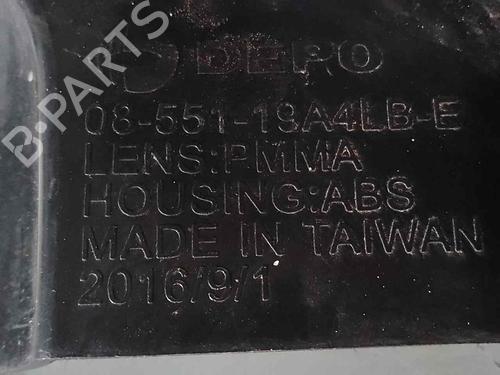 DEPO
08-551-19A4LB-E
LENS:PMMA
HOUSING:ABS
MADE IN TAIWAN
2016/9/1
B-PARTS